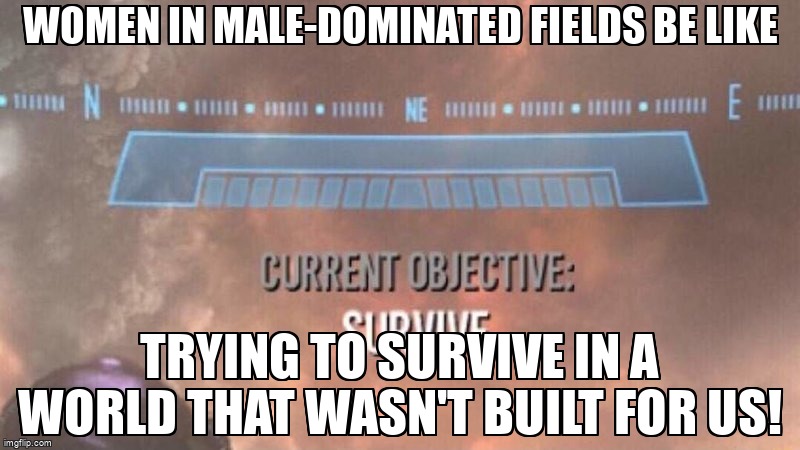 WOMEN IN MALE-DOMINATED FIELDS BE LIKE
N NE E
CURRENT OBJECTIVE:
SURVIVE
TRYING TO SURVIVE IN A
WORLD THAT WASN'T BUILT FOR US!
imgflip.com